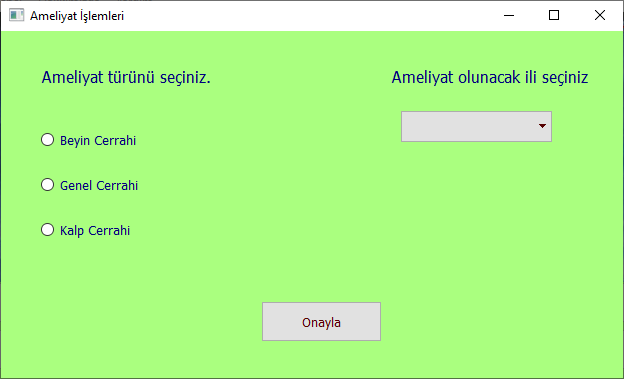 Ameliyat İşlemleri
Ameliyat türünü seçiniz.
Ameliyat olunacak ili seçiniz
Beyin Cerrahi
Genel Cerrahi
Kalp Cerrahi
Onayla